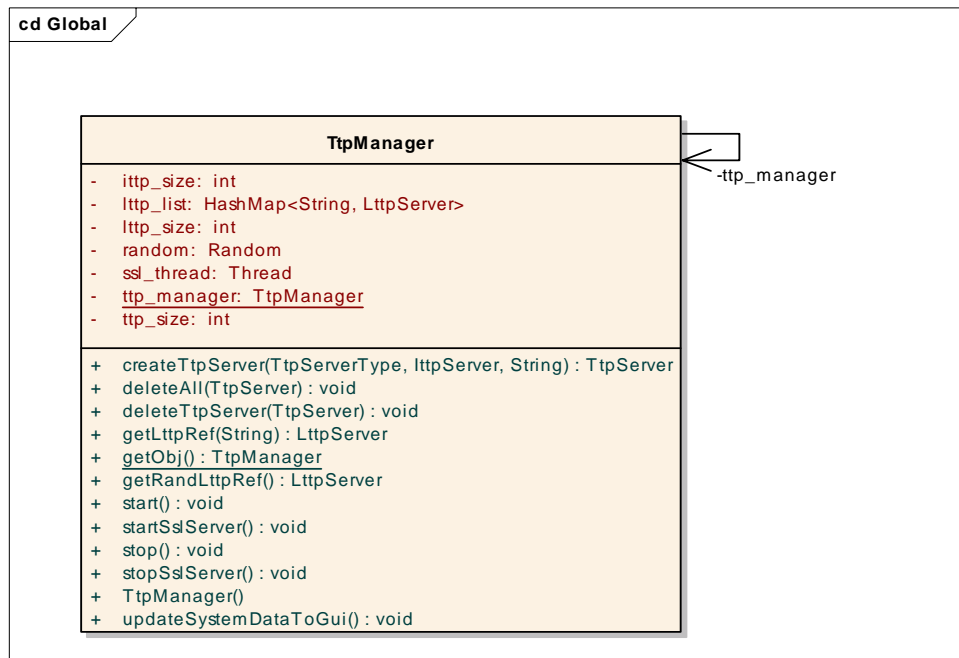 cd Global
TtpManager
- ittp_size: int
- lttp_list: HashMap<String, LttpServer>
- lttp_size: int
- random: Random
- ssl_thread: Thread
- ttp_manager: TtpManager
- ttp_size: int
-ttp_manager
+ createTtpServer(TtpServerType, IttpServer, String) : TtpServer
+ deleteAll(TtpServer) : void
+ deleteTtpServer(TtpServer) : void
+ getLttpRef(String) : LttpServer
+ getObj() : TtpManager
+ getRandLttpRef() : LttpServer
+ start() : void
+ startSslServer() : void
+ stop() : void
+ stopSslServer() : void
+ TtpManager()
+ updateSystemDataToGui() : void